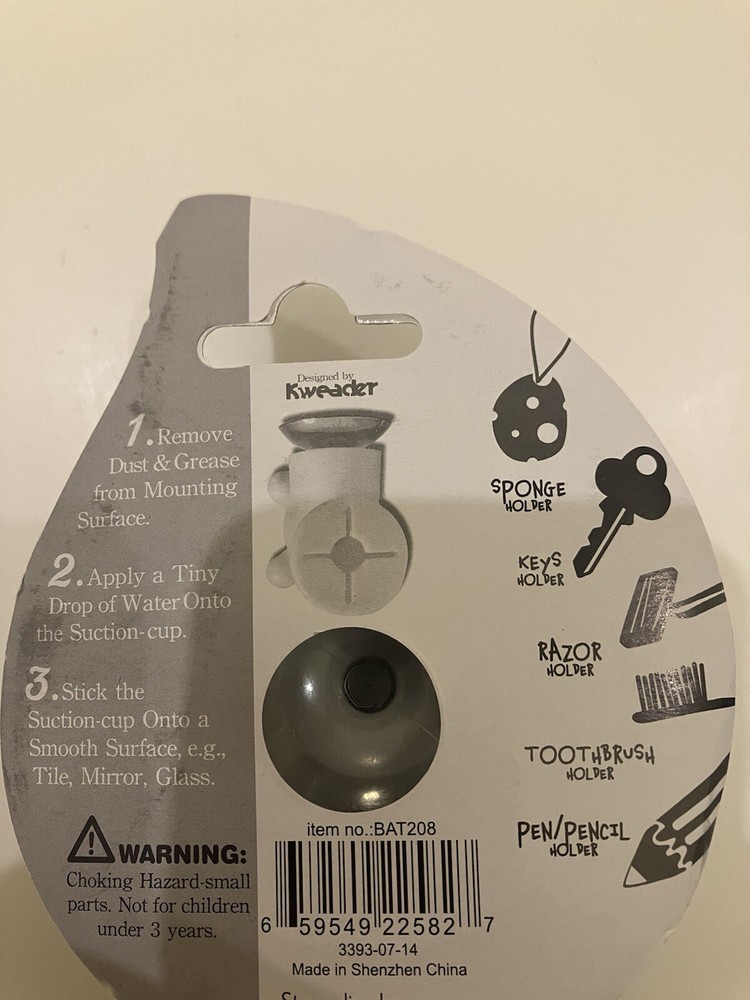 Designed by
Kweader
1.Remove
Dust & Grease
from Mounting
Surface.
2.Apply a Tiny
Drop of Water Onto
the Suction-cup.
3.Stick the
Suction-cup Onto a
Smooth Surface, e.g.,
Tile, Mirror, Glass.
WARNING:
Choking Hazard-small
parts. Not for children
under 3 years.
SPONGE
HOLDER
KEYS
HOLDER
RAZOR
HOLDER
TOOTHBRUSH
HOLDER
PEN/PENCIL
HOLDER
item no.:BAT208
6 59549 22582 7
3393-07-14
Made in Shenzhen China